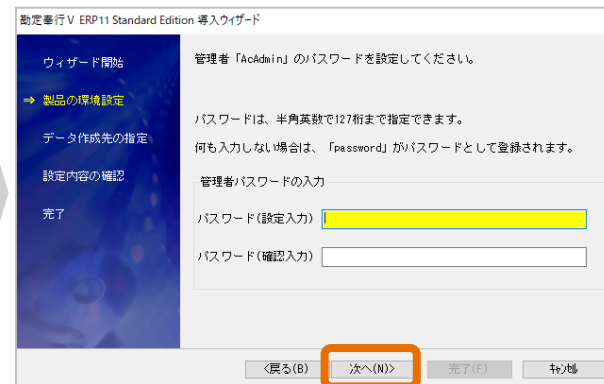 勘定奉行V ERP11 Standard Edition 導入ウィザード
ウィザード開始
⇒ 製品の環境設定
データ作成先の指定
設定内容の確認
完了
管理者「AcAdmin」のパスワードを設定してください。
パスワードは、半角英数で127桁まで指定できます。
何も入力しない場合は、「password」がパスワードとして登録されます。
管理者パスワードの入力
パスワード(設定入力)
パスワード(確認入力)
<戻る(B) 次へ(N)> 完了(F) ｷｬﾝｾﾙ